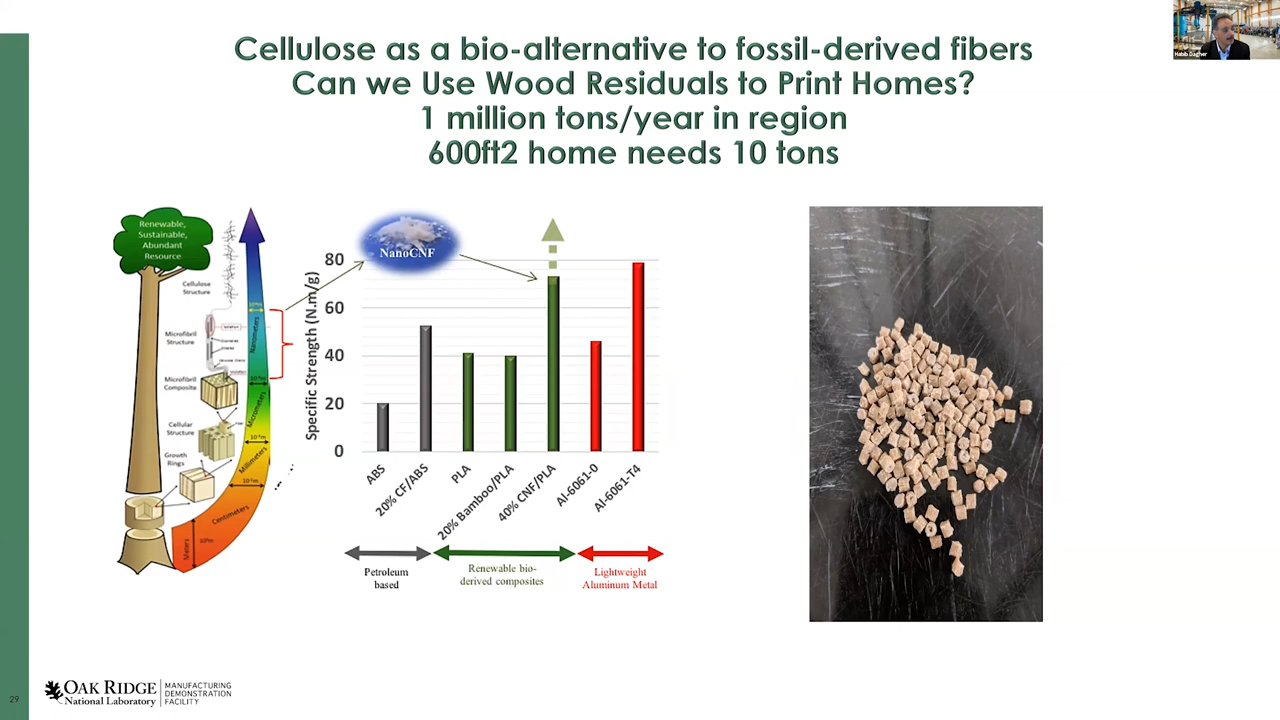 Cellulose as a bio-alternative to fossil-derived fibers
Can we Use Wood Residuals to Print Homes?
1 million tons/year in region
600ft2 home needs 10 tons
Habib Dagher
Renewable,
Sustainable,
Abundant
Resource
Cellulose
Structure
Microfibril
Structure
Microfibril
Composite
Cellular
Structure
Growth
Rings
Nanometers
Micrometers
Millimeters
Centimeters
Meters
NanoCNF
Specific Strength (N.m/g)
80
60
40
20
0
ABS
20% CF/ABS
PLA
20% Bamboo/PLA
40% CNF/PLA
Al-6061-0
Al-6061-T4
Petroleum
based
Renewable bio-
derived composites
Lightweight
Aluminum Metal
29
OAK RIDGE
National Laboratory
MANUFACTURING
DEMONSTRATION
FACILITY